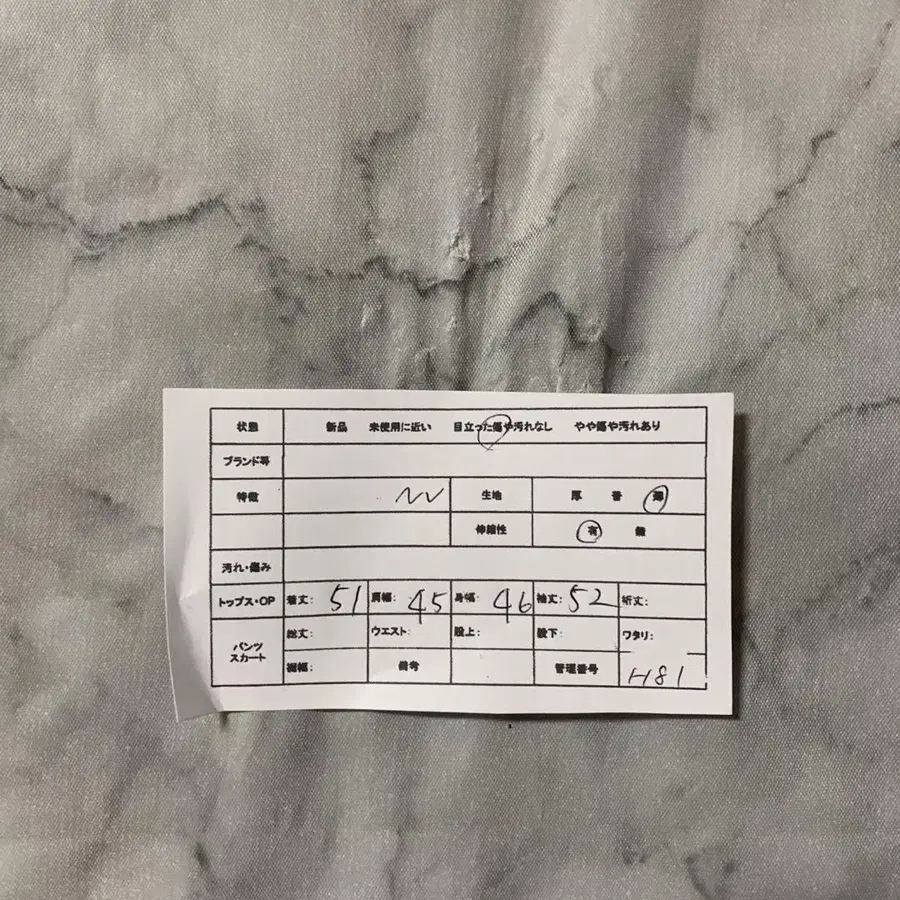 状態 新品 未使用に近い 目立った傷や汚れなし やや傷や汚れあり
ブランド等
特徴 生地 厚 普 薄
伸縮性 有 無
汚れ・傷み
トップス・OP 着丈: 51 肩幅: 45 身幅: 46 袖丈: 52 裄丈:
パンツ スカート 総丈: ウエスト: 股上: 股下: ワタリ:
裾幅: 備考 管理番号 H81